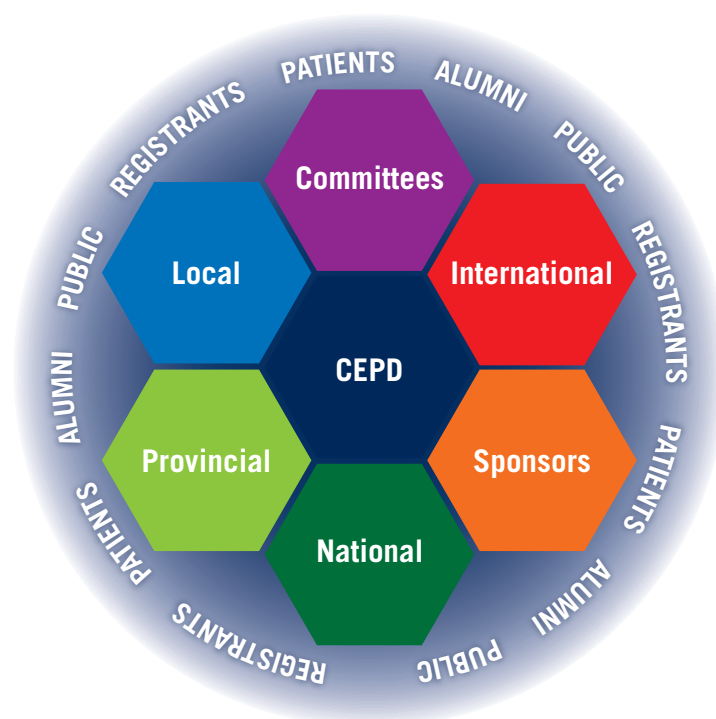 PATIENTS
ALUMNI
PUBLIC
REGISTRANTS
PATIENTS
ALUMNI
PUBLIC
REGISTRANTS
PATIENTS
ALUMNI
PUBLIC
REGISTRANTS
Committees
Local
International
CEPD
Provincial
Sponsors
National